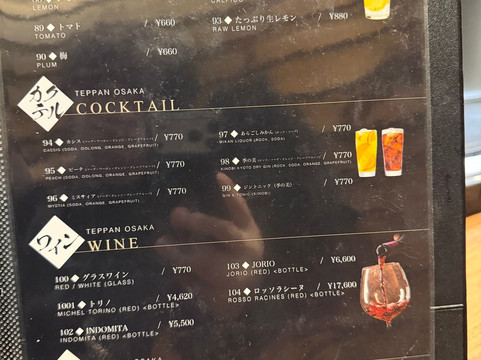 LEMON
89 ◆ トマト / ¥660
TOMATO
90 ◆ 梅 / ¥660
PLUM
93 ◆ たっぷり生レモン / ¥880
RAW LEMON
カクテル
TEPPAN OSAKA
COCKTAIL
94 ◆ カシス / ¥770
CASSIS (SODA, OOLONG, ORANGE, GRAPEFRUIT)
95 ◆ ピーチ / ¥770
PEACH (SODA, OOLONG, ORANGE, GRAPEFRUIT)
96 ◆ ミスティア / ¥770
MYSTIA (SODA, ORANGE, GRAPEFRUIT)
97 ◆ あらごしみかん / ¥770
MIKAN LIQUOR (ROCK, SODA)
98 ◆ 季の美 / ¥770
KINOBI KYOTO DRY GIN (ROCK, SODA, ORANGE, GRAPEFRUIT)
99 ◆ ジントニック (季の美) / ¥770
GIN & TONIC (KINOBI)
ワイン
TEPPAN OSAKA
WINE
100 ◆ グラスワイン / ¥770
RED / WHITE (GLASS)
1001 ◆ トリノ / ¥4,620
MICHEL TORINO (RED) <BOTTLE>
102 ◆ INDOMITA / ¥5,500
INDOMITA (RED) <BOTTLE>
103 ◆ JORIO / ¥6,600
JORIO (RED) <BOTTLE>
104 ◆ ロッソラシーヌ / ¥17,600
ROSSO RACINES (RED) <BOTTLE>